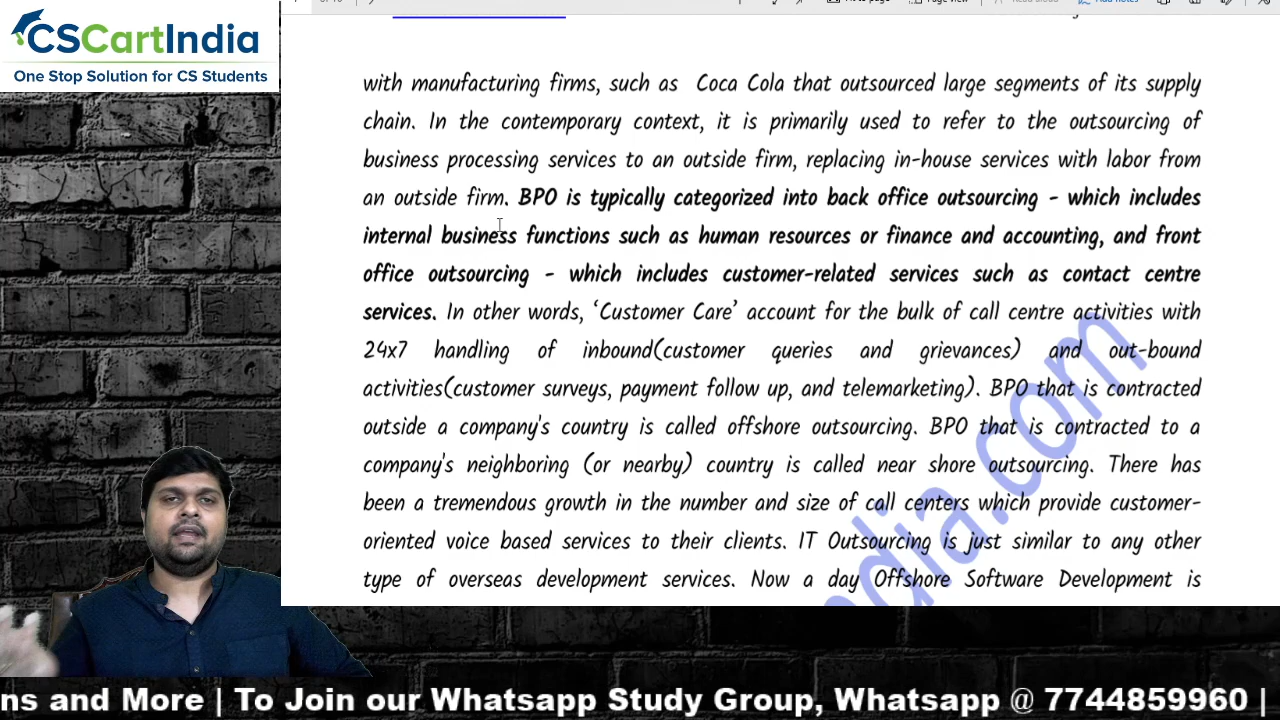 CSCartIndia
One Stop Solution for CS Students
with manufacturing firms, such as Coca Cola that outsourced large segments of its supply
chain. In the contemporary context, it is primarily used to refer to the outsourcing of
business processing services to an outside firm, replacing in-house services with labor from
an outside firm. BPO is typically categorized into back office outsourcing - which includes
internal business functions such as human resources or finance and accounting, and front
office outsourcing - which includes customer-related services such as contact centre
services. In other words, ‘Customer Care’ account for the bulk of call centre activities with
24x7 handling of inbound(customer queries and grievances) and out-bound
activities(customer surveys, payment follow up, and telemarketing). BPO that is contracted
outside a company's country is called offshore outsourcing. BPO that is contracted to a
company's neighboring (or nearby) country is called near shore outsourcing. There has
been a tremendous growth in the number and size of call centers which provide customer-
oriented voice based services to their clients. IT Outsourcing is just similar to any other
type of overseas development services. Now a day Offshore Software Development is
dia.com
ns and More | To Join our Whatsapp Study Group, Whatsapp @ 7744859960 |